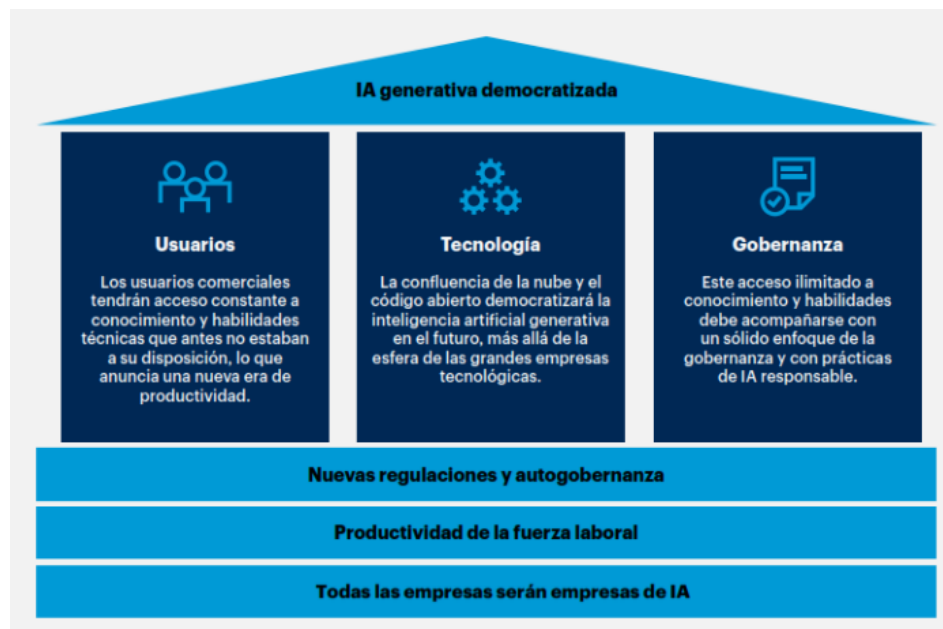 IA generativa democratizada
Usuarios
Los usuarios comerciales
tendrán acceso constante a
conocimiento y habilidades
técnicas que antes no estaban
a su disposición, lo que
anuncia una nueva era de
productividad.
Tecnología
La confluencia de la nube y el
código abierto democratizará la
inteligencia artificial generativa
en el futuro, más allá de la
esfera de las grandes empresas
tecnológicas.
Gobernanza
Este acceso ilimitado a
conocimiento y habilidades
debe acompañarse con
un sólido enfoque de la
gobernanza y con prácticas
de IA responsable.
Nuevas regulaciones y autogobernanza
Productividad de la fuerza laboral
Todas las empresas serán empresas de IA